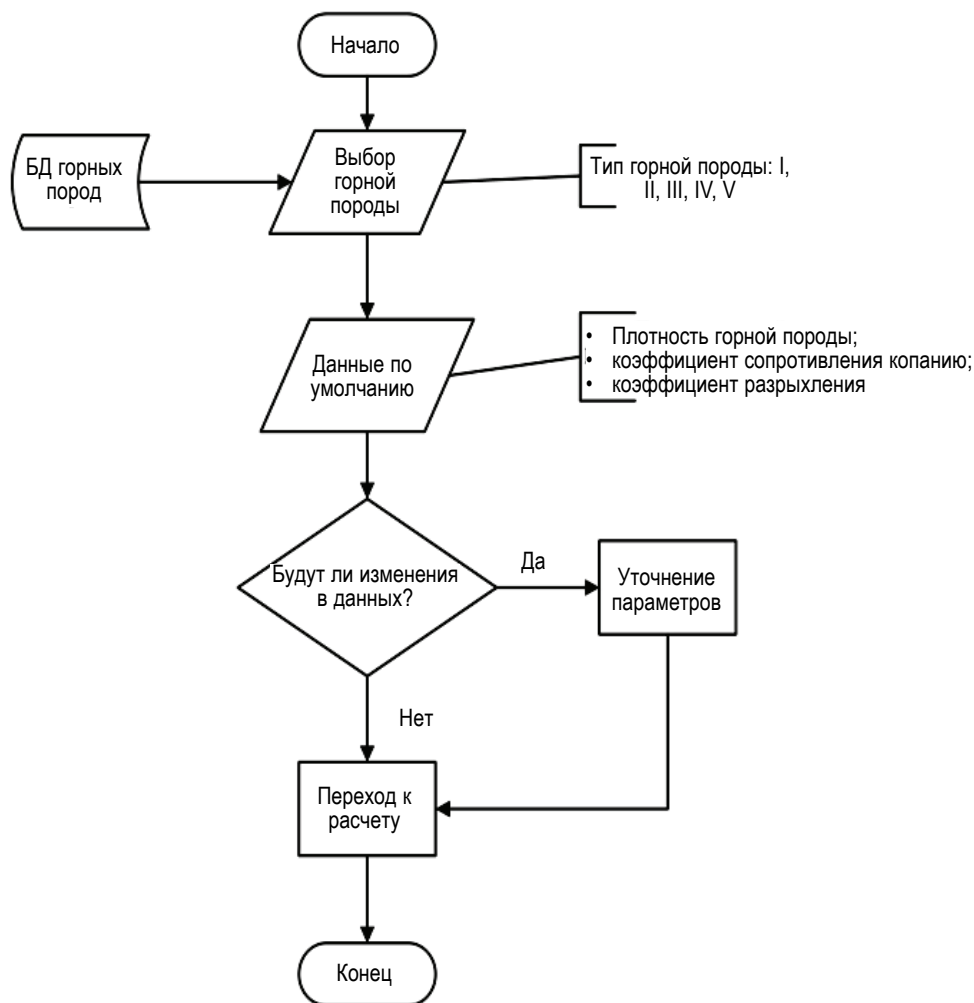 Начало
БД горных
пород
Выбор
горной
породы
Тип горной породы: I,
II, III, IV, V
Данные по
умолчанию
• Плотность горной породы;
• коэффициент сопротивления копанию;
• коэффициент разрыхления
Будут ли изменения
в данных?
Да
Уточнение
параметров
Нет
Переход к
расчету
Конец